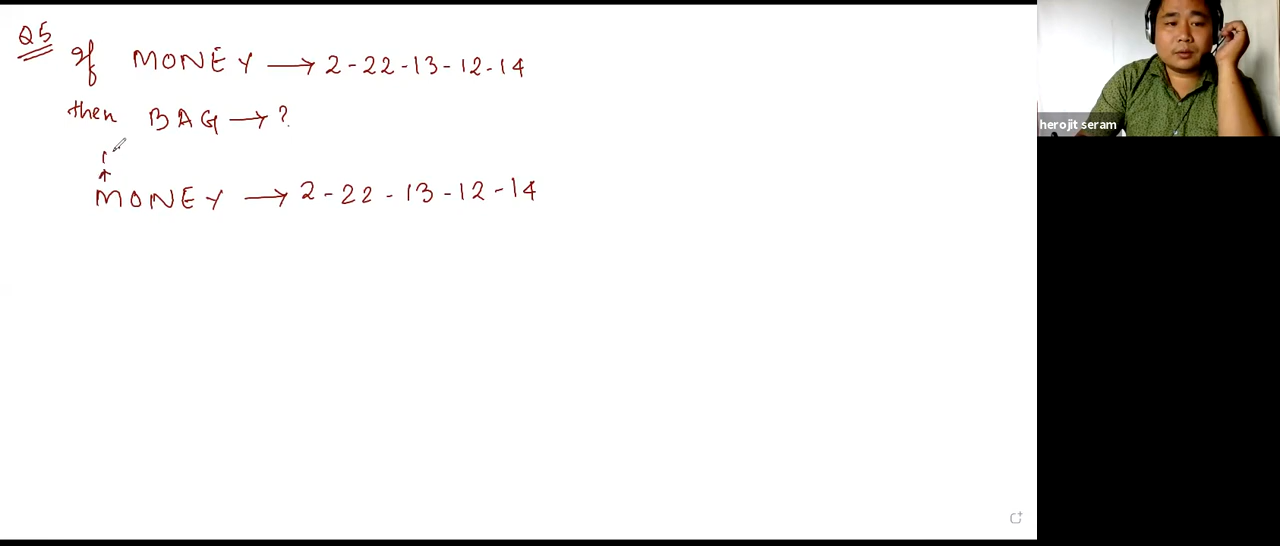 Q5
If MONEY → 2-22-13-12-14
then BAG → ?
MONEY → 2-22-13-12-14
herojit seram